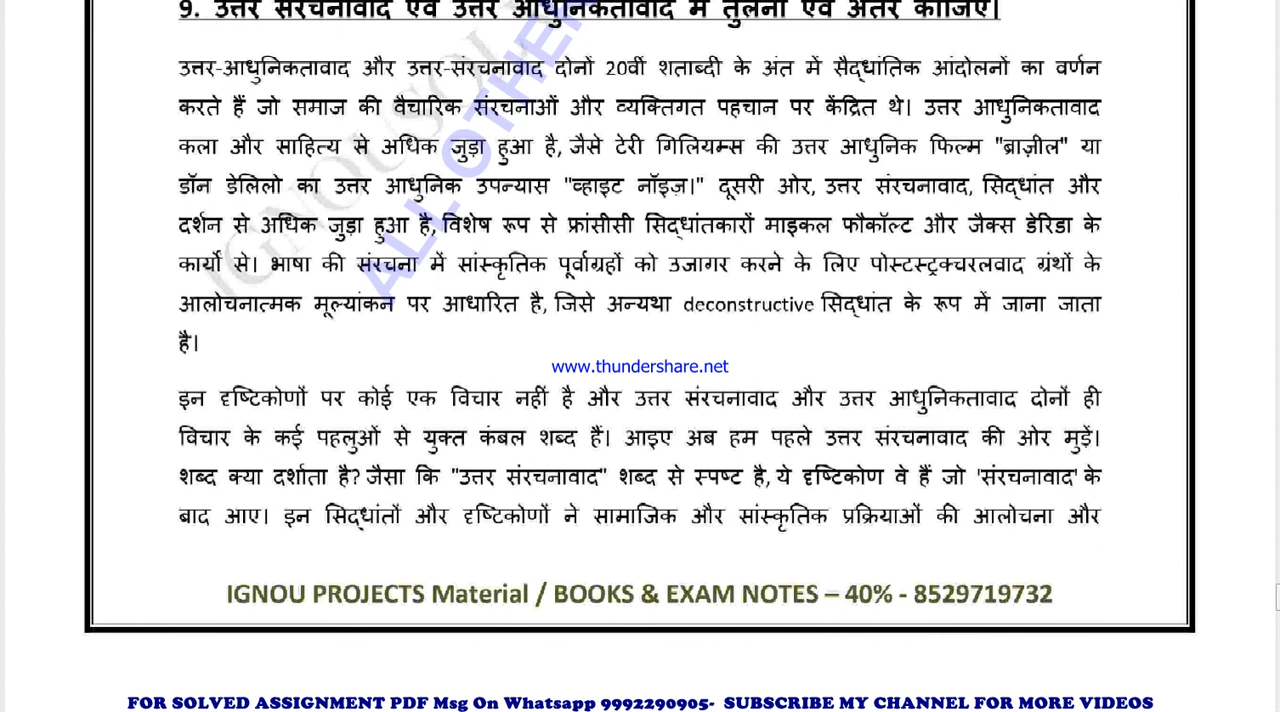 9. उत्तर संरचनावाद एवं उत्तर आधुनिकतावाद में तुलना एवं अंतर कीजिए।
उत्तर-आधुनिकतावाद और उत्तर-संरचनावाद दोनों 20वीं शताब्दी के अंत में सैद्धांतिक आंदोलनों का वर्णन
करते हैं जो समाज की वैचारिक संरचनाओं और व्यक्तिगत पहचान पर केंद्रित थे। उत्तर आधुनिकतावाद
कला और साहित्य से अधिक जुड़ा हुआ है, जैसे टेरी गिलियम्स की उत्तर आधुनिक फिल्म "ब्राज़ील" या
डॉन डेलिलो का उत्तर आधुनिक उपन्यास "व्हाइट नॉइज़।" दूसरी ओर, उत्तर संरचनावाद, सिद्धांत और
दर्शन से अधिक जुड़ा हुआ है, विशेष रूप से फ्रांसीसी सिद्धांतकारों माइकल फौकॉल्ट और जैक्स डेरिडा के
कार्यों से। भाषा की संरचना में सांस्कृतिक पूर्वाग्रहों को उजागर करने के लिए पोस्टस्ट्रक्चरलवाद ग्रंथों के
आलोचनात्मक मूल्यांकन पर आधारित है, जिसे अन्यथा deconstructive सिद्धांत के रूप में जाना जाता
है।
www.thundershare.net
इन दृष्टिकोणों पर कोई एक विचार नहीं है और उत्तर संरचनावाद और उत्तर आधुनिकतावाद दोनों ही
विचार के कई पहलुओं से युक्त कंबल शब्द हैं। आइए अब हम पहले उत्तर संरचनावाद की ओर मुड़ें।
शब्द क्या दर्शाता है? जैसा कि "उत्तर संरचनावाद" शब्द से स्पष्ट है, ये दृष्टिकोण वे हैं जो 'संरचनावाद' के
बाद आए। इन सिद्धांतों और दृष्टिकोणों ने सामाजिक और सांस्कृतिक प्रक्रियाओं की आलोचना और
IGNOU PROJECTS Material / BOOKS & EXAM NOTES – 40% - 8529719732
FOR SOLVED ASSIGNMENT PDF Msg On Whatsapp 9992290905- SUBSCRIBE MY CHANNEL FOR MORE VIDEOS
IGNOU
ALL OTHER